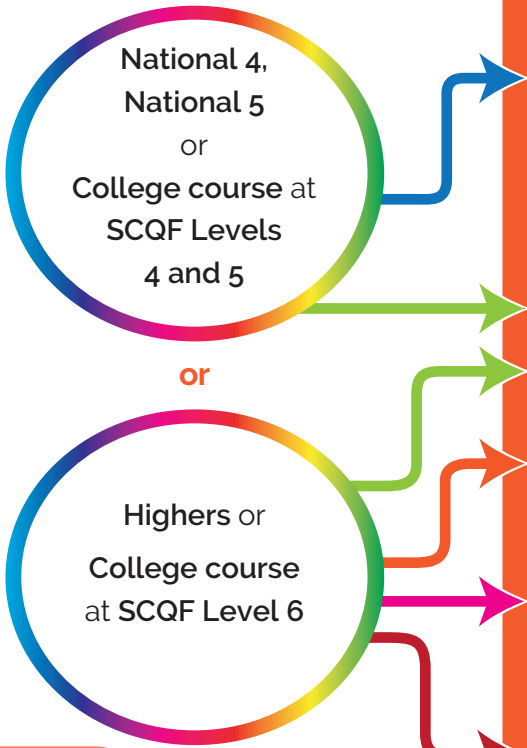 National 4,
National 5
or
College course at
SCQF Levels
4 and 5
or
Highers or
College course
at SCQF Level 6